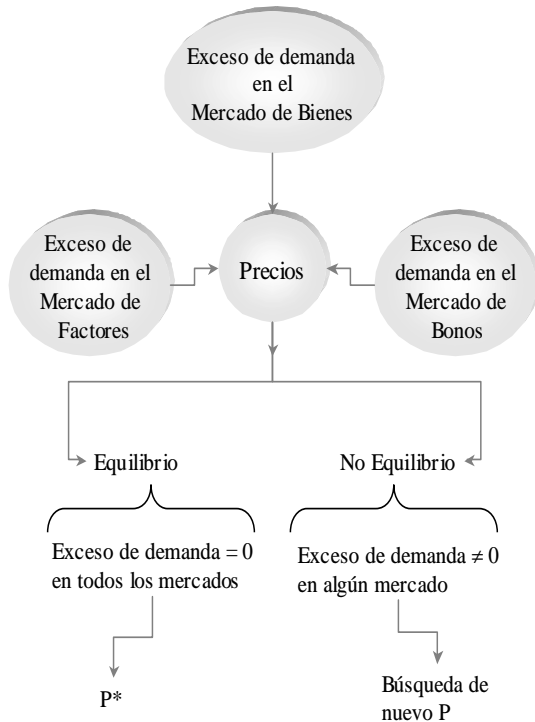 Exceso de demanda
en el
Mercado de Bienes
Exceso de
demanda en el
Mercado de
Factores
Precios
Exceso de
demanda en el
Mercado de
Bonos
Equilibrio
No Equilibrio
Exceso de demanda = 0
en todos los mercados
Exceso de demanda ≠ 0
en algún mercado
P*
Búsqueda de
nuevo P